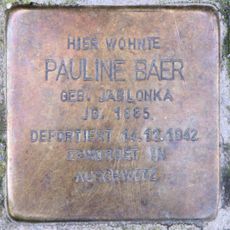 HIER WOHNTE
PAULINE BAER
GEB. JABLONKA
JG. 1885
DEPORTIERT 14.12.1942
ERMORDET IN
AUSCHWITZ